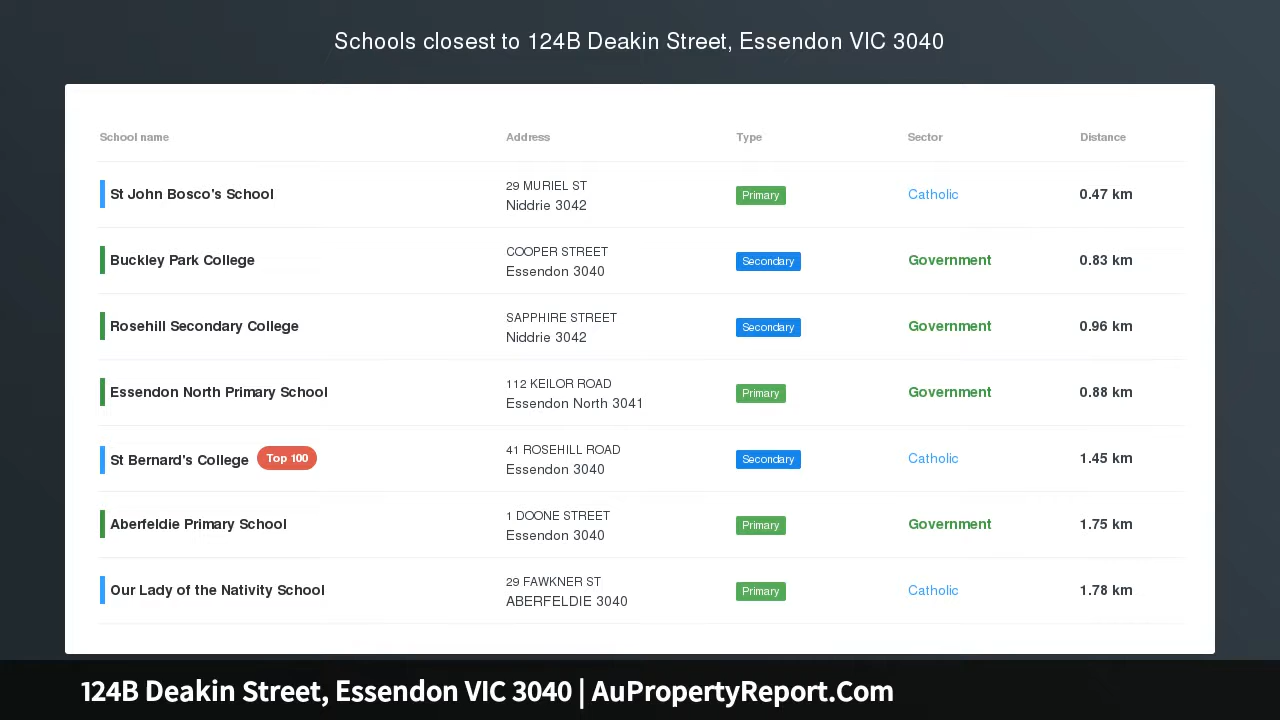 Schools closest to 124B Deakin Street, Essendon VIC 3040
School name Address Type Sector Distance
St John Bosco's School 29 MURIEL ST Niddrie 3042 Primary Catholic 0.47 km
Buckley Park College COOPER STREET Essendon 3040 Secondary Government 0.83 km
Rosehill Secondary College SAPPHIRE STREET Niddrie 3042 Secondary Government 0.96 km
Essendon North Primary School 112 KEILOR ROAD Essendon North 3041 Primary Government 0.88 km
St Bernard's College Top 100 41 ROSEHILL ROAD Essendon 3040 Secondary Catholic 1.45 km
Aberfeldie Primary School 1 DOONE STREET Essendon 3040 Primary Government 1.75 km
Our Lady of the Nativity School 29 FAWKNER ST ABERFELDIE 3040 Primary Catholic 1.78 km
124B Deakin Street, Essendon VIC 3040 | AuPropertyReport.Com